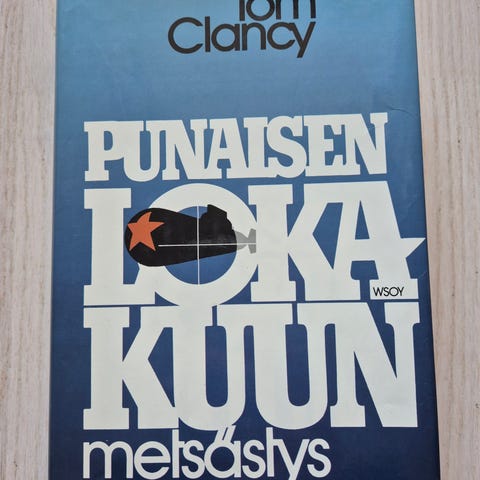 Tom
Clancy
PUNAISEN
LOKA
WSOY
KUUN
metsästys